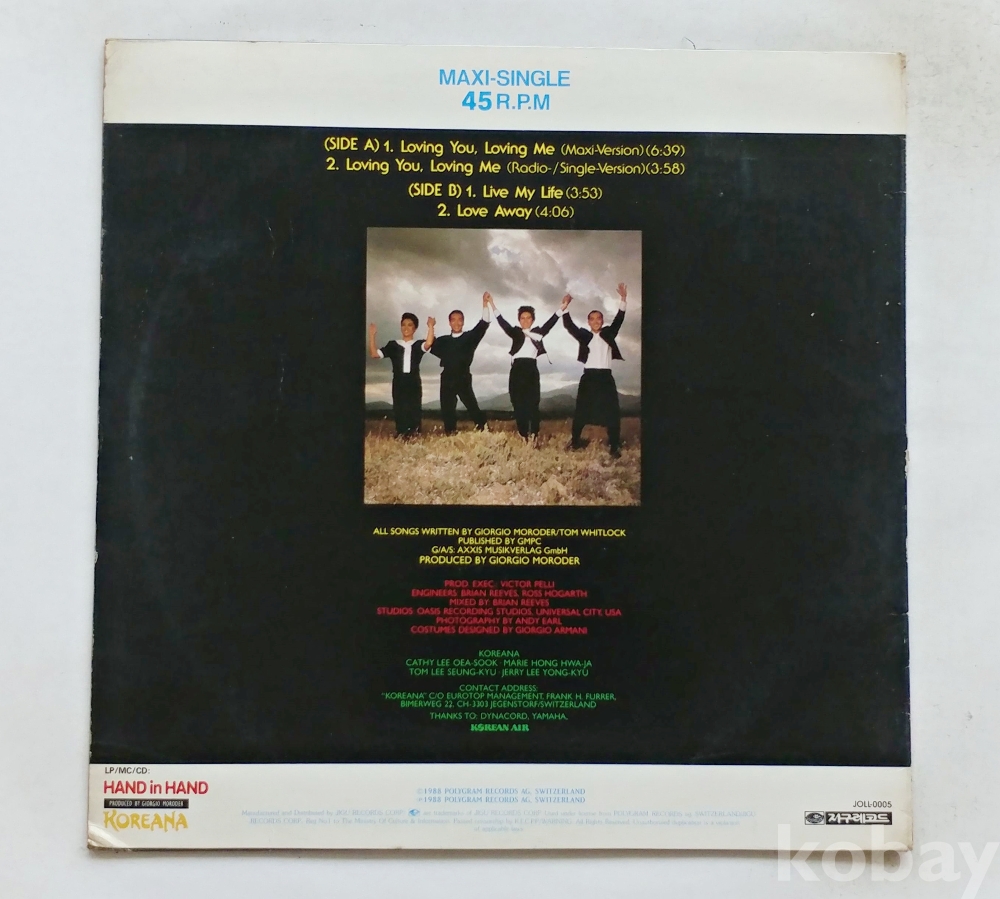 MAXI-SINGLE
45 R.P.M
(SIDE A) 1. Loving You, Loving Me (Maxi-Version)(6:39)
2. Loving You, Loving Me (Radio-/Single-Version)(3:58)
(SIDE B) 1. Live My Life (3:53)
2. Love Away (4:06)
ALL SONGS WRITTEN BY GIORGIO MORODER/TOM WHITLOCK
PUBLISHED BY GMPC
G/A/S: AXXIS MUSIKVERLAG GmbH
PRODUCED BY GIORGIO MORODER
PROD. EXEC.: VICTOR PELLI
ENGINEERS: BRIAN REEVES, ROSS HOGARTH
MIXED BY BRIAN REEVES
STUDIOS: OASIS RECORDING STUDIOS, UNIVERSAL CITY, USA
PHOTOGRAPHY BY ANDY EARL
COSTUMES DESIGNED BY GIORGIO ARMANI
KOREANA
CATHY LEE OEA-SOOK · MARIE HONG HWA-JA
TOM LEE SEUNG-KYU · JERRY LEE YONG-KYU
CONTACT ADDRESS:
"KOREANA" C/O EUROTOP MANAGEMENT, FRANK H. FURRER,
BIMERWEG 22, CH-3303 JEGENSTORF/SWITZERLAND
THANKS TO: DYNACORD, YAMAHA,
KOREAN AIR
LP/MC/CD:
HAND in HAND
PRODUCED BY GIORGIO MORODER
KOREANA
©1988 POLYGRAM RECORDS AG, SWITZERLAND
℗1988 POLYGRAM RECORDS AG, SWITZERLAND
Manufactured and Distributed by JIGU RECORDS CORP.
JOLL-0005
지구레코드
kobay